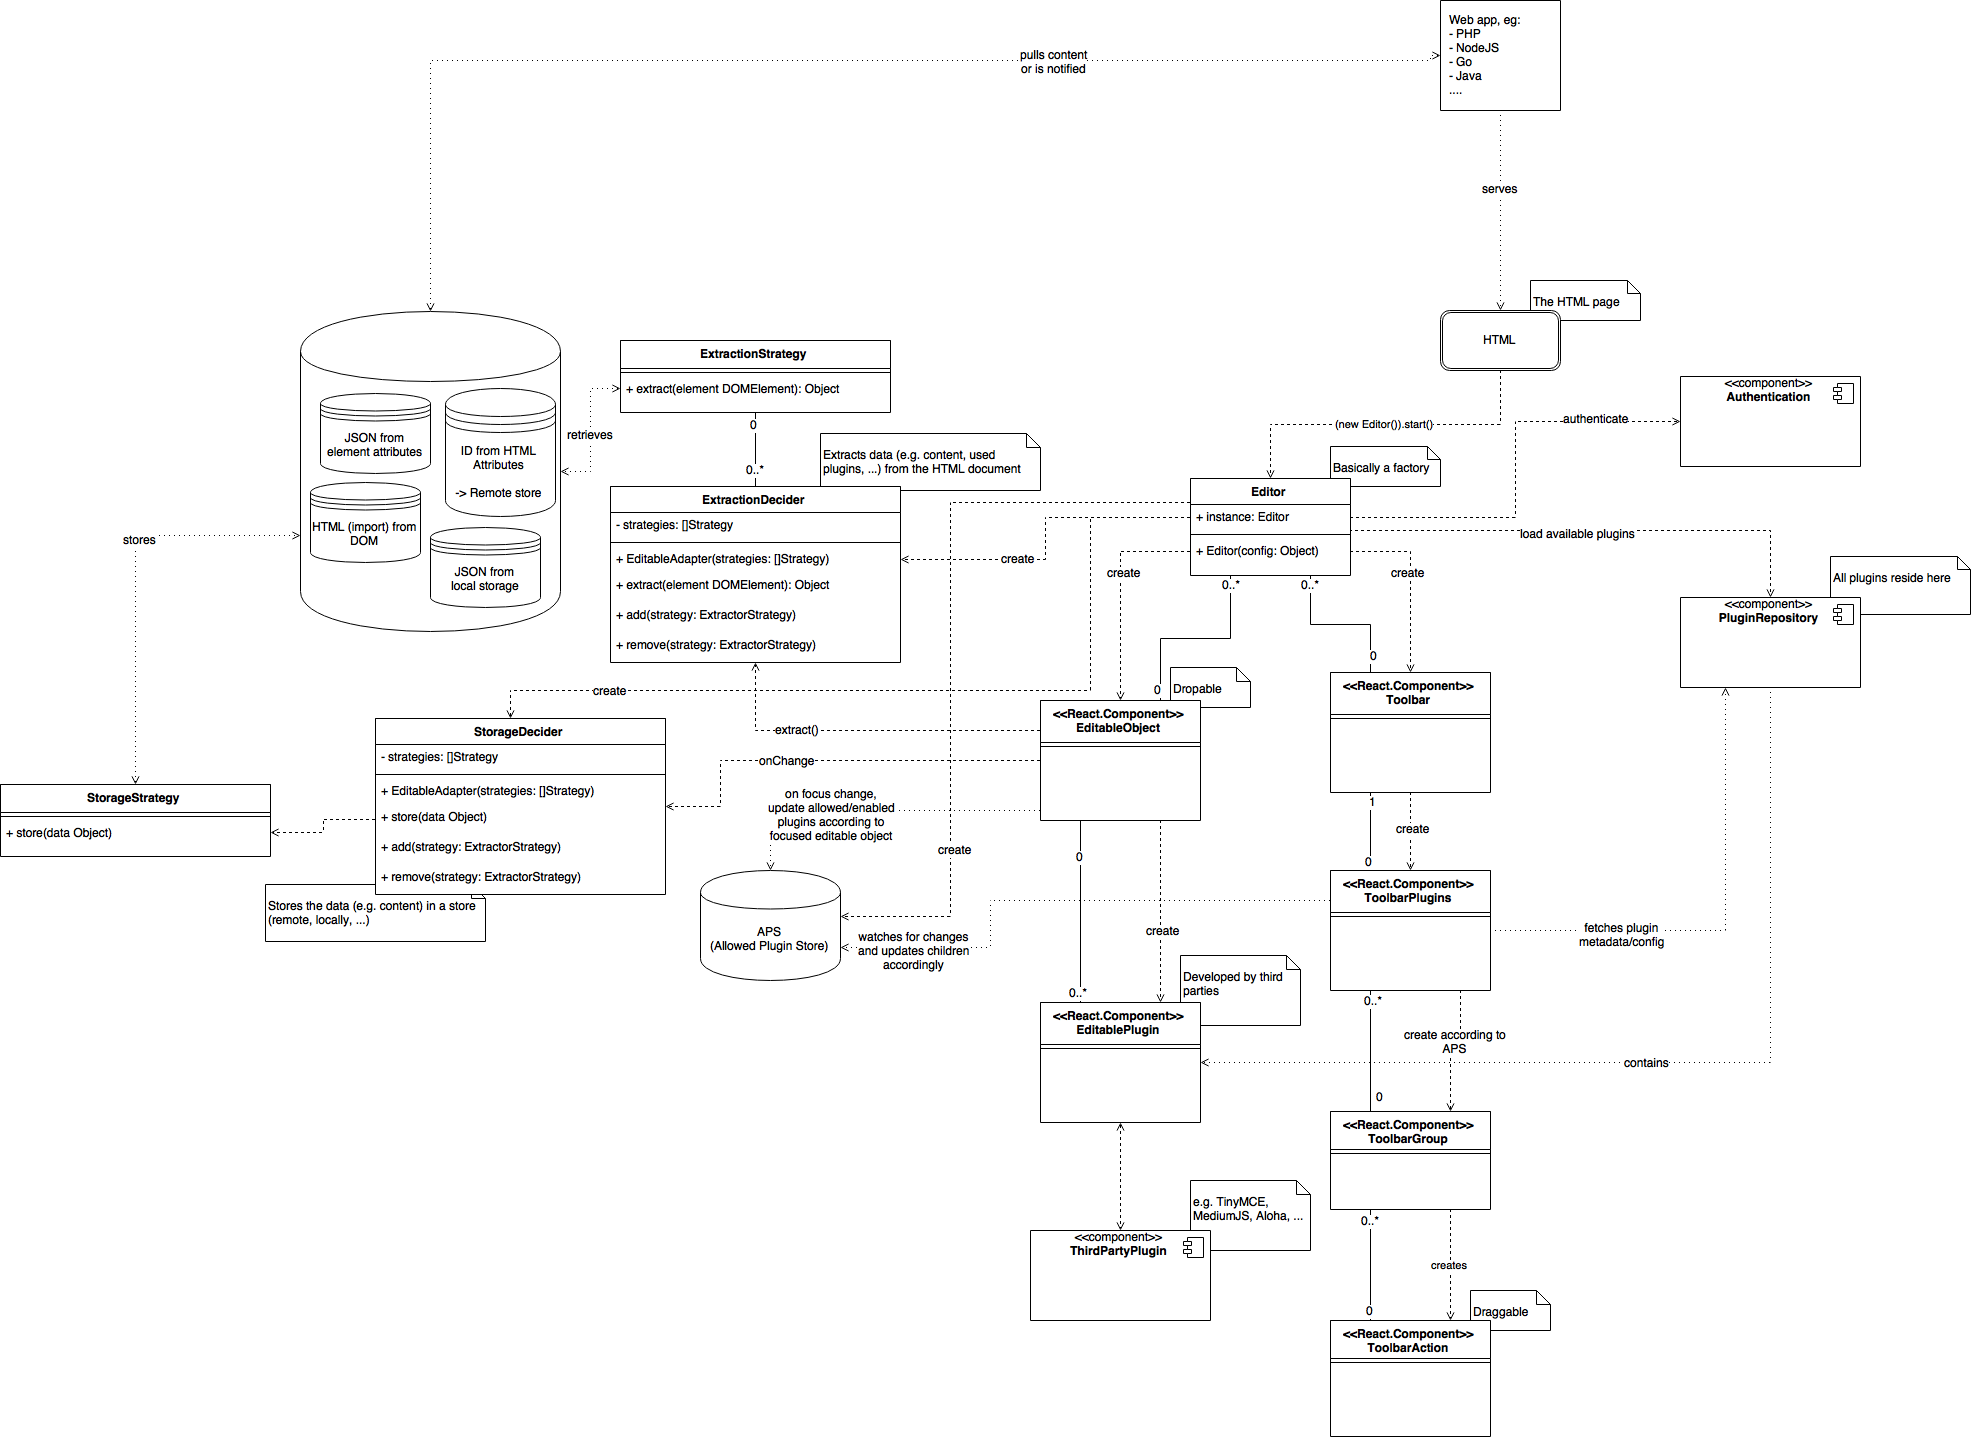 Web app, eg:
- PHP
- NodeJS
- Go
- Java
....
pulls content
or is notified
serves
The HTML page
HTML
(new Editor()).start()
<<component>>
Authentication
authenticate
ExtractionStrategy
+ extract(element DOMElement): Object
retrieves
0
0..*
JSON from
element attributes
ID from HTML
Attributes
-> Remote store
HTML (import) from
DOM
JSON from
local storage
stores
Extracts data (e.g. content, used
plugins, ...) from the HTML document
ExtractionDecider
- strategies: []Strategy
+ EditableAdapter(strategies: []Strategy)
+ extract(element DOMElement): Object
+ add(strategy: ExtractorStrategy)
+ remove(strategy: ExtractorStrategy)
create
Basically a factory
Editor
+ instance: Editor
+ Editor(config: Object)
0..*
0..*
create
create
load available plugins
All plugins reside here
<<component>>
PluginRepository
0
0
Dropable
<<React.Component>>
EditableObject
<<React.Component>>
Toolbar
create
extract()
onChange
StorageDecider
- strategies: []Strategy
+ EditableAdapter(strategies: []Strategy)
+ store(data Object)
+ add(strategy: ExtractorStrategy)
+ remove(strategy: ExtractorStrategy)
StorageStrategy
+ store(data Object)
Stores the data (e.g. content) in a store
(remote, locally, ...)
on focus change,
update allowed/enabled
plugins according to
focused editable object
create
APS
(Allowed Plugin Store)
watches for changes
and updates children
accordingly
1
create
0
<<React.Component>>
ToolbarPlugins
fetches plugin
metadata/config
0
create
0..*
Developed by third
parties
<<React.Component>>
EditablePlugin
0..*
create according to
APS
contains
0
<<React.Component>>
ToolbarGroup
e.g. TinyMCE,
MediumJS, Aloha, ...
<<component>>
ThirdPartyPlugin
0..*
creates
0
Draggable
<<React.Component>>
ToolbarAction